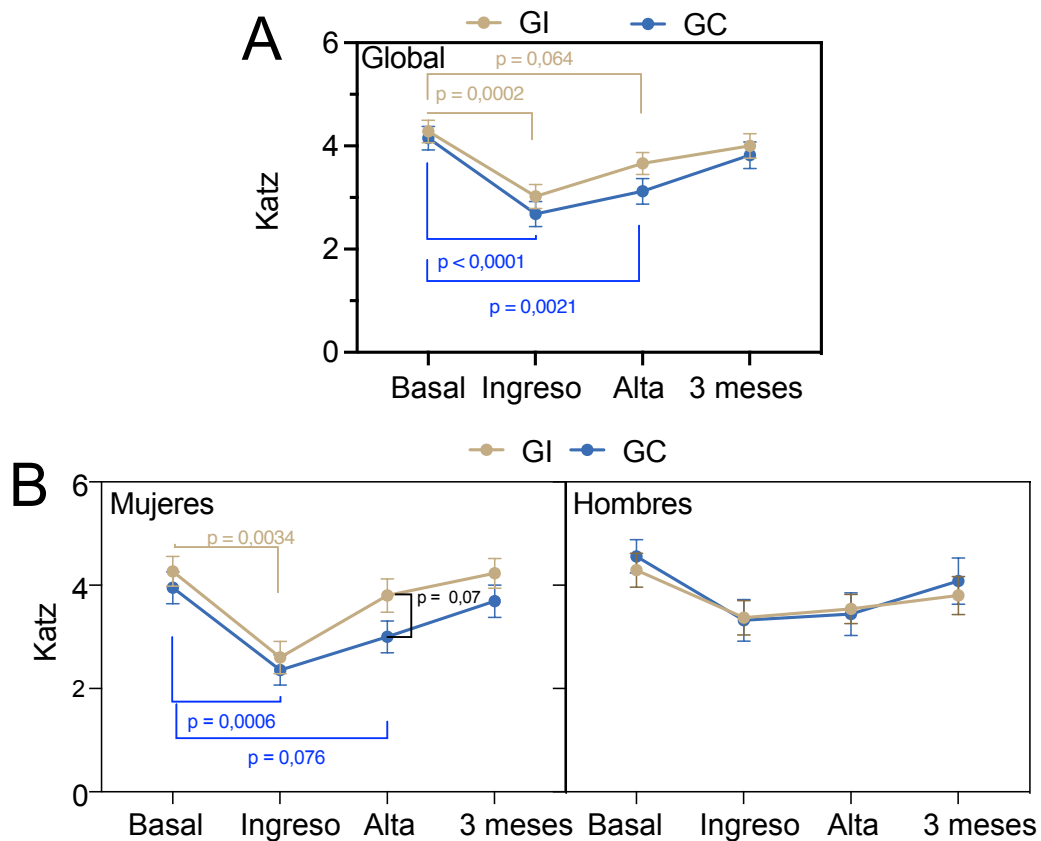 A
GI GC
Global
p = 0,064
p = 0,0002
6
4
2
0
Katz
p < 0,0001
p = 0,0021
Basal Ingreso Alta 3 meses
B
GI GC
Mujeres
p = 0,0034
p = 0,07
6
4
2
0
Katz
p = 0,0006
p = 0,076
Basal Ingreso Alta 3 meses
Hombres
Basal Ingreso Alta 3 meses